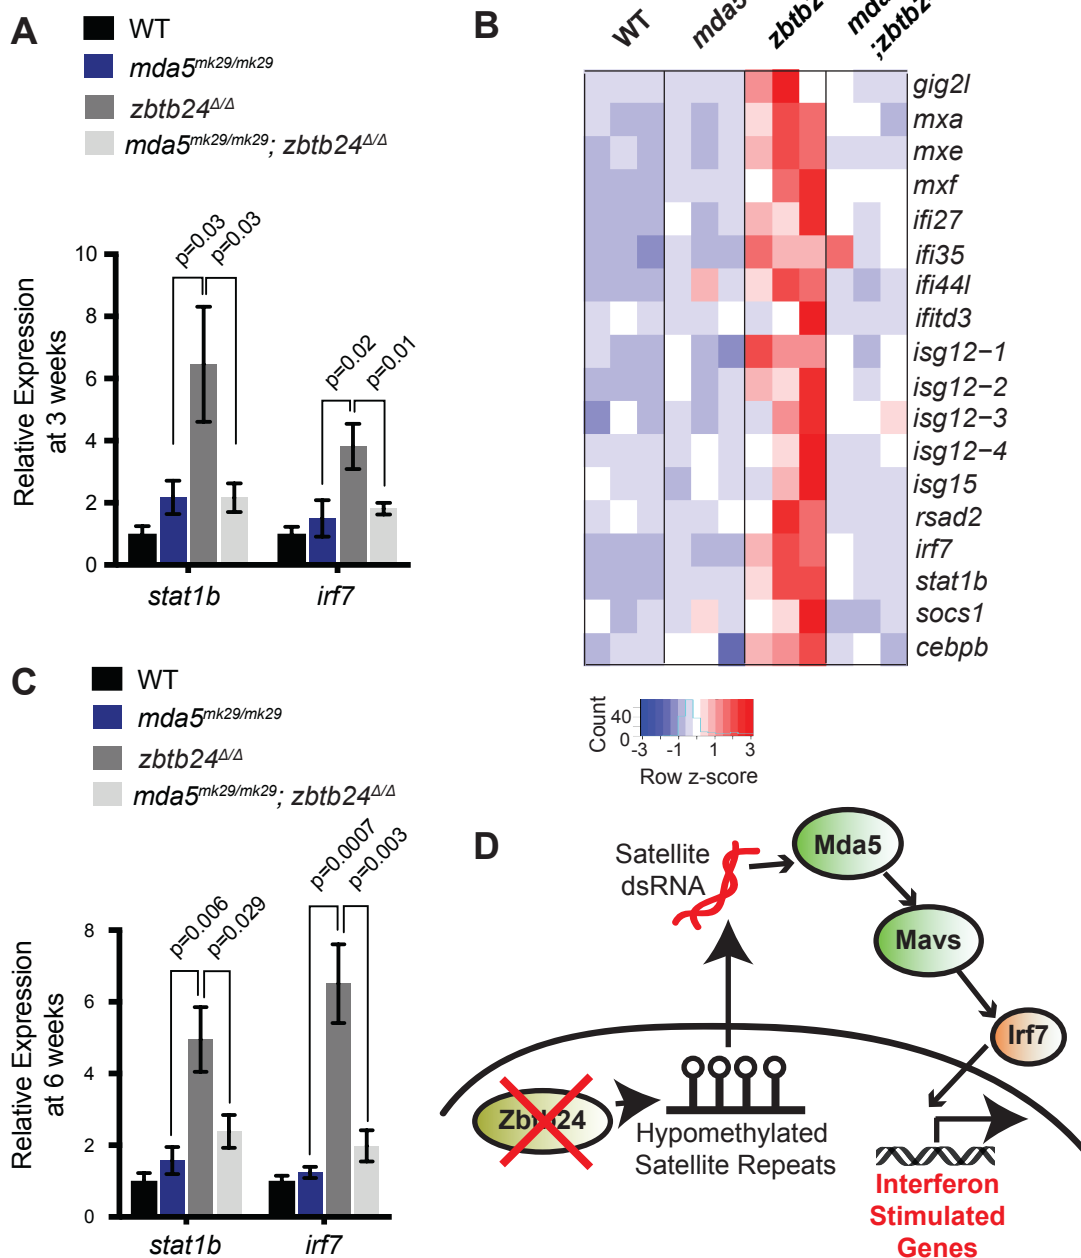 A
WT
mda5mk29/mk29
zbtb24Δ/Δ
mda5mk29/mk29; zbtb24Δ/Δ
Relative Expression
at 3 weeks
10
8
6
4
2
0
p=0.03
p=0.03
p=0.02
p=0.01
stat1b
irf7
B
WT
gig2l
mxa
mxe
mxf
ifi27
ifi35
ifi44l
ifitd3
isg12−1
isg12−2
isg12−3
isg12−4
isg15
rsad2
irf7
stat1b
socs1
cebpb
Count
40
0
-3 -1 1 3
Row z-score
C
WT
mda5mk29/mk29
zbtb24Δ/Δ
mda5mk29/mk29; zbtb24Δ/Δ
Relative Expression
at 6 weeks
8
6
4
2
0
p=0.006
p=0.029
p=0.0007
p=0.003
stat1b
irf7
D
Satellite
dsRNA
Mda5
Mavs
Irf7
Zbtb24
Hypomethylated
Satellite Repeats
Interferon
Stimulated
Genes